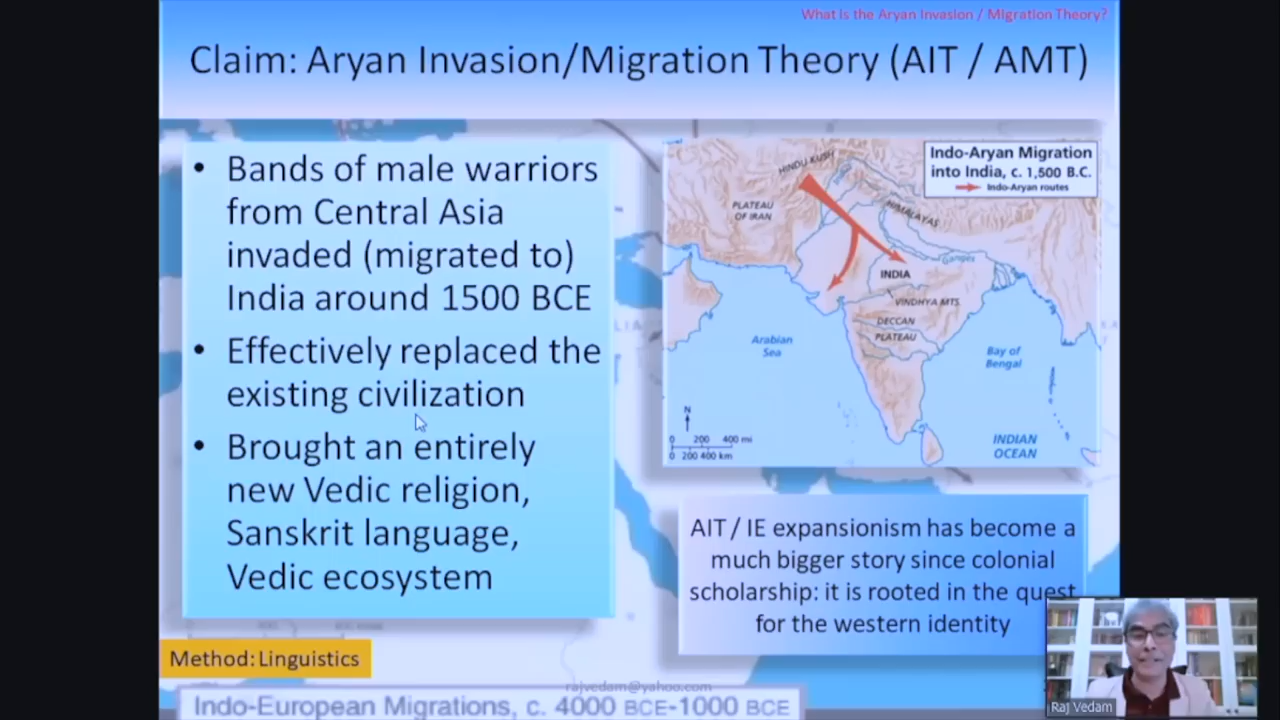 What is the Aryan Invasion / Migration Theory?
Claim: Aryan Invasion/Migration Theory (AIT / AMT)
• Bands of male warriors
from Central Asia
invaded (migrated to)
India around 1500 BCE
• Effectively replaced the
existing civilization
• Brought an entirely
new Vedic religion,
Sanskrit language,
Vedic ecosystem
Method: Linguistics
Indo-Aryan Migration
into India, c. 1,500 B.C.
Indo-Aryan routes
HINDU KUSH
PLATEAU
OF IRAN
HIMALAYAS
Ganges
INDIA
VINDHYA MTS.
DECCAN
PLATEAU
Arabian
Sea
Bay of
Bengal
INDIAN
OCEAN
N
0 200 400 mi
0 200 400 km
AIT / IE expansionism has become a
much bigger story since colonial
scholarship: it is rooted in the quest
for the western identity
rajvedam@yahoo.com
Indo-European Migrations, c. 4000 BCE-1000 BCE
Raj Vedam